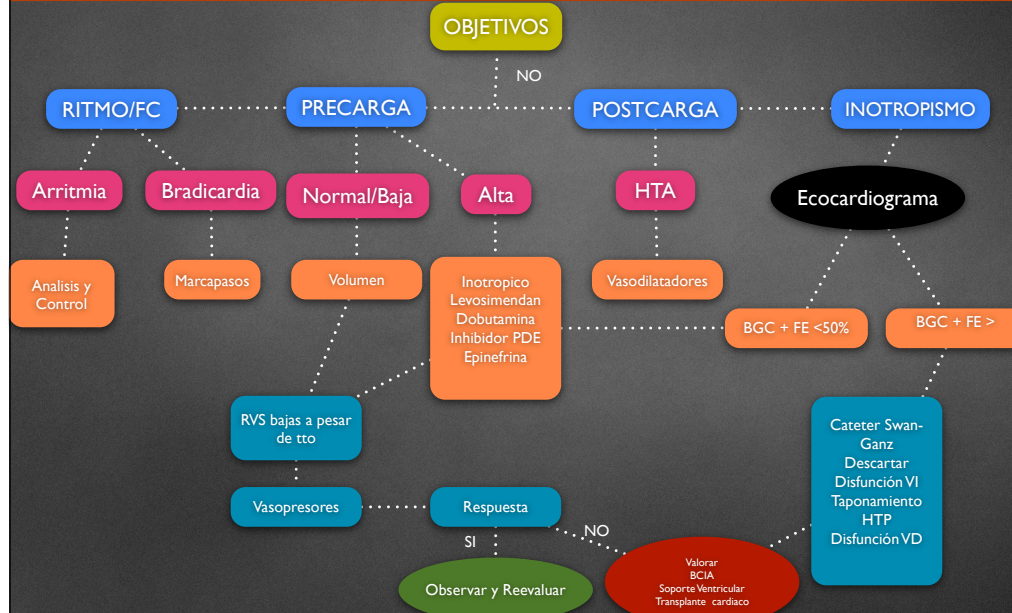 OBJETIVOS
NO
RITMO/FC
PRECARGA
POSTCARGA
INOTROPISMO
Arritmia
Bradicardia
Normal/Baja
Alta
HTA
Ecocardiograma
Analisis y
Control
Marcapasos
Volumen
Inotropico
Levosimendan
Dobutamina
Inhibidor PDE
Epinefrina
Vasodilatadores
BGC + FE <50%
BGC + FE >
RVS bajas a pesar
de tto
Cateter Swan-
Ganz
Descartar
Disfunción VI
Taponamiento
HTP
Disfunción VD
Vasopresores
Respuesta
SI
NO
Observar y Reevaluar
Valorar
BCIA
Soporte Ventricular
Transplante cardiaco